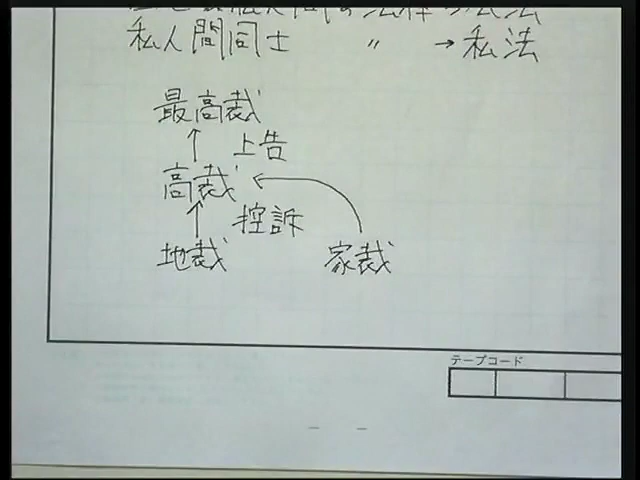 私人間同士 〃 → 私法
最高裁
↑ 上告
高裁 ←
↑ 控訴
地裁 家裁
テープコード